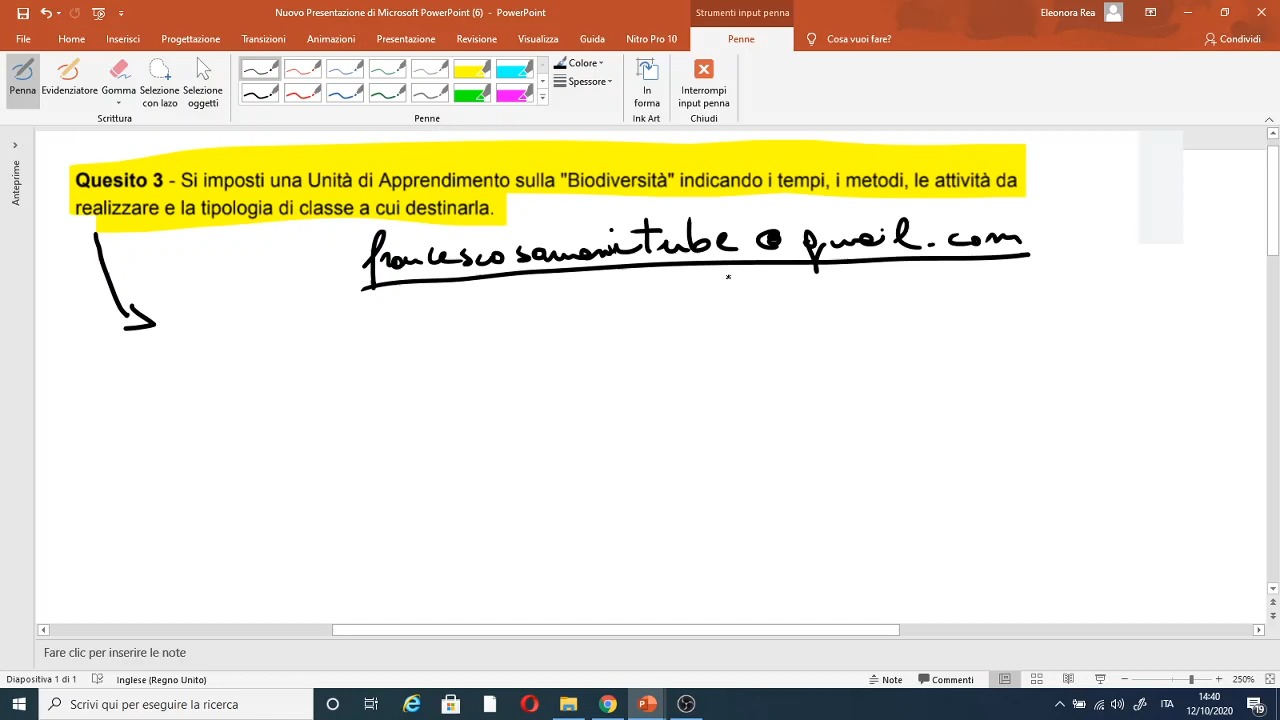 Nuovo Presentazione di Microsoft PowerPoint (6) - PowerPoint
Strumenti input penna
Eleonora Rea
File Home Inserisci Progettazione Transizioni Animazioni Presentazione Revisione Visualizza Guida Nitro Pro 10 Penne Cosa vuoi fare? Condividi
Penna Evidenziatore Gomma Selezione con lazo Selezione oggetti
Colore
Spessore
In forma
Interrompi input penna
Scrittura Penne Ink Art Chiudi
Anteprime
Quesito 3 - Si imposti una Unità di Apprendimento sulla "Biodiversità" indicando i tempi, i metodi, le attività da
realizzare e la tipologia di classe a cui destinarla.
@gmail.com
Fare clic per inserire le note
Diapositiva 1 di 1 Inglese (Regno Unito) Note Commenti 250%
Scrivi qui per eseguire la ricerca
ITA
14:40
12/10/2020
19